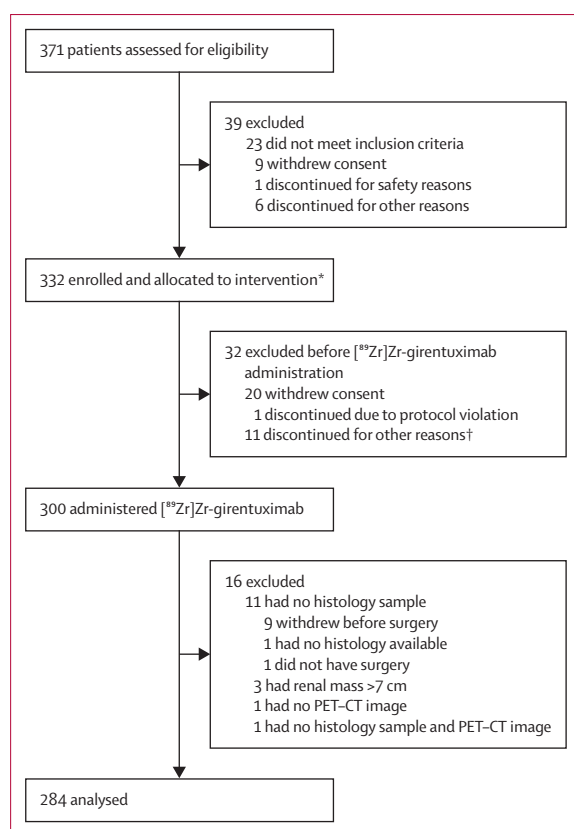 371 patients assessed for eligibility
39 excluded
23 did not meet inclusion criteria
9 withdrew consent
1 discontinued for safety reasons
6 discontinued for other reasons
332 enrolled and allocated to intervention*
32 excluded before [⁸⁹Zr]Zr-girentuximab
administration
20 withdrew consent
1 discontinued due to protocol violation
11 discontinued for other reasons†
300 administered [⁸⁹Zr]Zr-girentuximab
16 excluded
11 had no histology sample
9 withdrew before surgery
1 had no histology available
1 did not have surgery
3 had renal mass >7 cm
1 had no PET–CT image
1 had no histology sample and PET–CT image
284 analysed